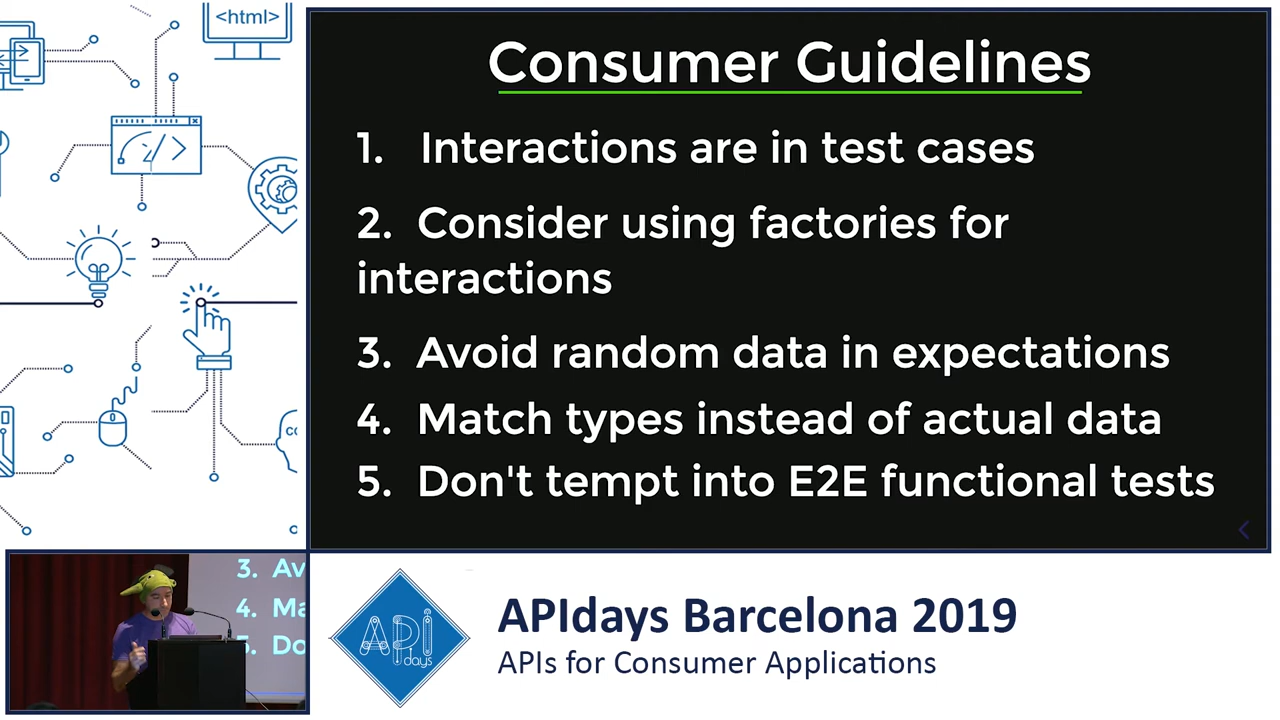 <html>
Consumer Guidelines
1. Interactions are in test cases
2. Consider using factories for
interactions
3. Avoid random data in expectations
4. Match types instead of actual data
5. Don't tempt into E2E functional tests
3. Av
4. Ma
5. Do
API
days
APIdays Barcelona 2019
APIs for Consumer Applications